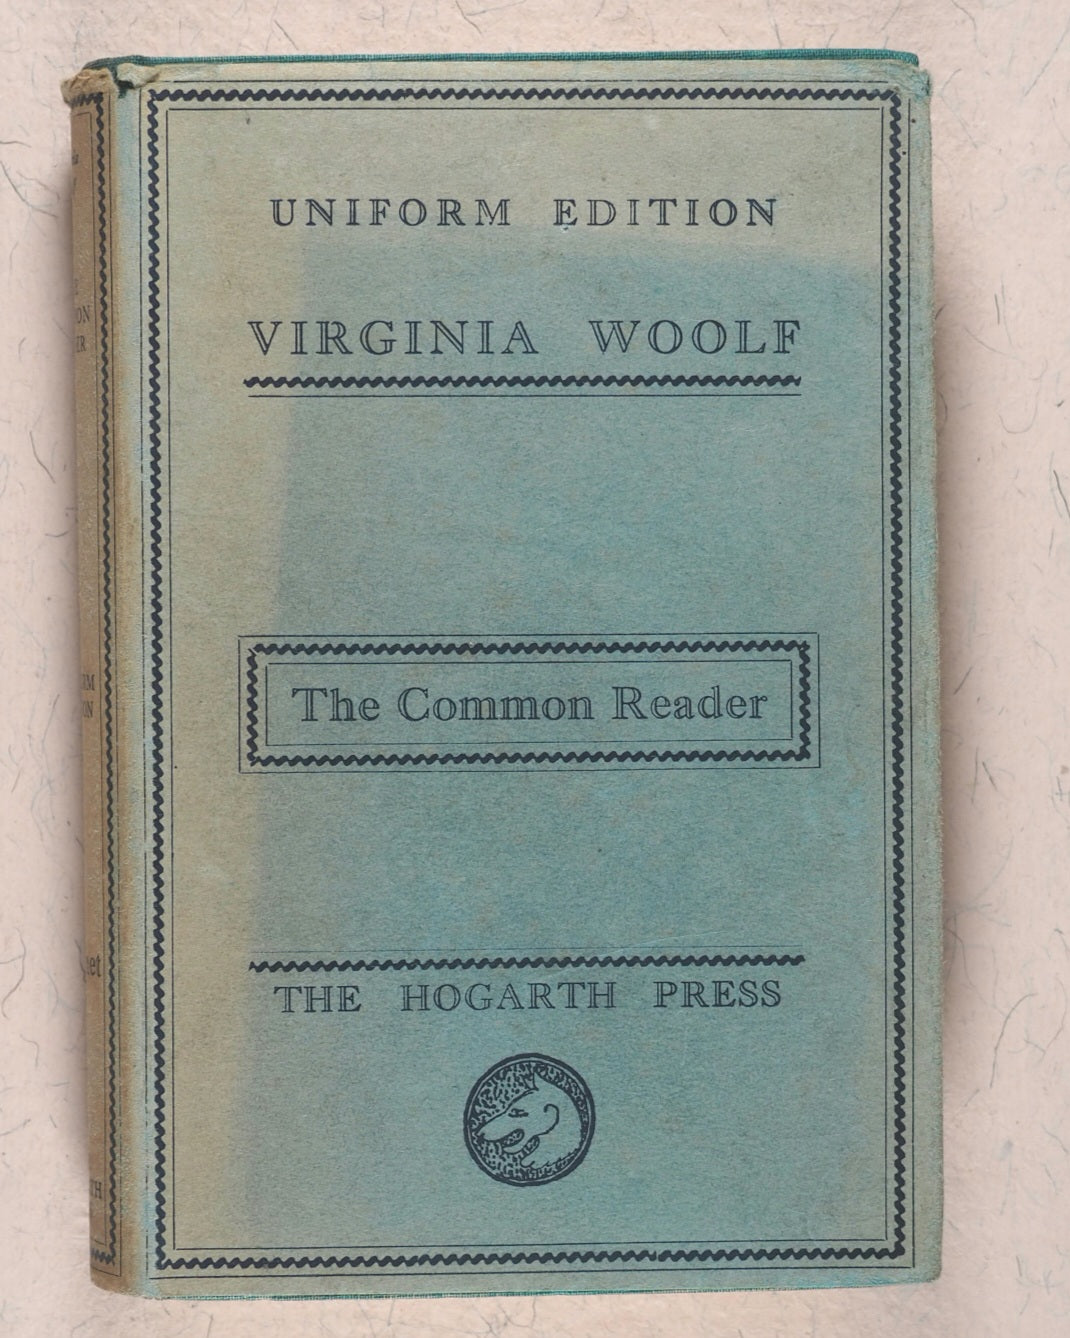 UNIFORM EDITION
VIRGINIA WOOLF
The Common Reader
THE HOGARTH PRESS